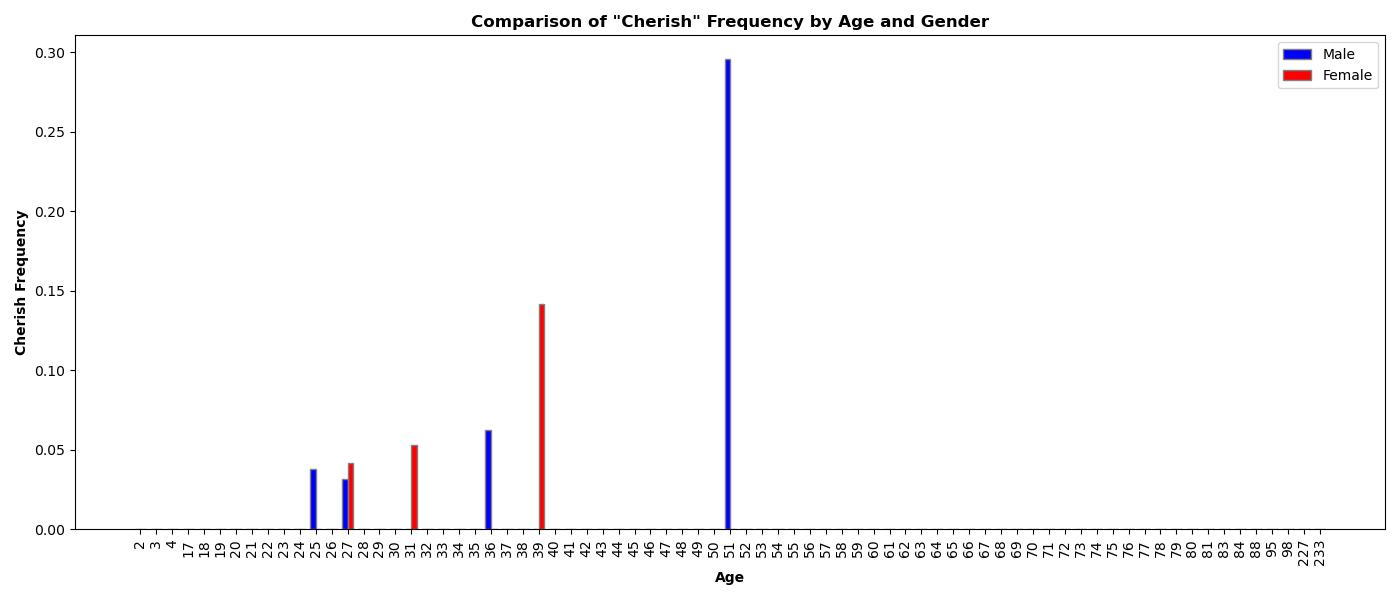 Comparison of "Cherish" Frequency by Age and Gender
Male
Female
0.30
0.25
0.20
0.15
0.10
0.05
0.00
Cherish Frequency
2 3 4 17 18 19 20 21 22 23 24 25 26 27 28 29 30 31 32 33 34 35 36 37 38 39 40 41 42 43 44 45 46 47 48 49 50 51 52 53 54 55 56 57 58 59 60 61 62 63 64 65 66 67 68 69 70 71 72 73 74 75 76 77 78 79 80 81 83 84 88 95 98 227 233
Age